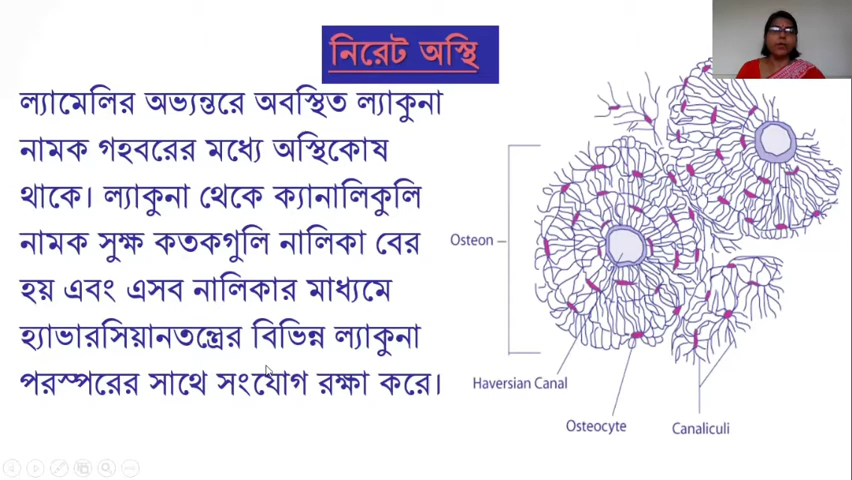 নিরেট অস্থি
ল্যামেলির অভ্যন্তরে অবস্থিত ল্যাকুনা
নামক গহবরের মধ্যে অস্থিকোষ
থাকে। ল্যাকুনা থেকে ক্যানালিকুলি
নামক সুক্ষ কতকগুলি নালিকা বের
হয় এবং এসব নালিকার মাধ্যমে
হ্যাভারসিয়ানতন্ত্রের বিভিন্ন ল্যাকুনা
পরস্পরের সাথে সংযোগ রক্ষা করে।
Osteon
Haversian Canal
Osteocyte
Canaliculi